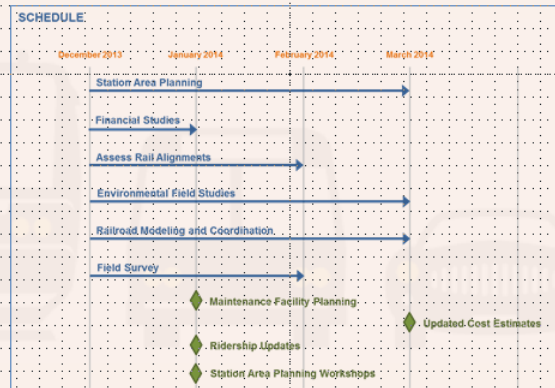 SCHEDULE
December 2013 January 2014 February 2014 March 2014
Station Area Planning
Financial Studies
Assess Rail Alignments
Environmental Field Studies
Railroad Modeling and Coordination
Field Survey
Maintenance Facility Planning
Updated Cost Estimates
Ridership Updates
Station Area Planning Workshops